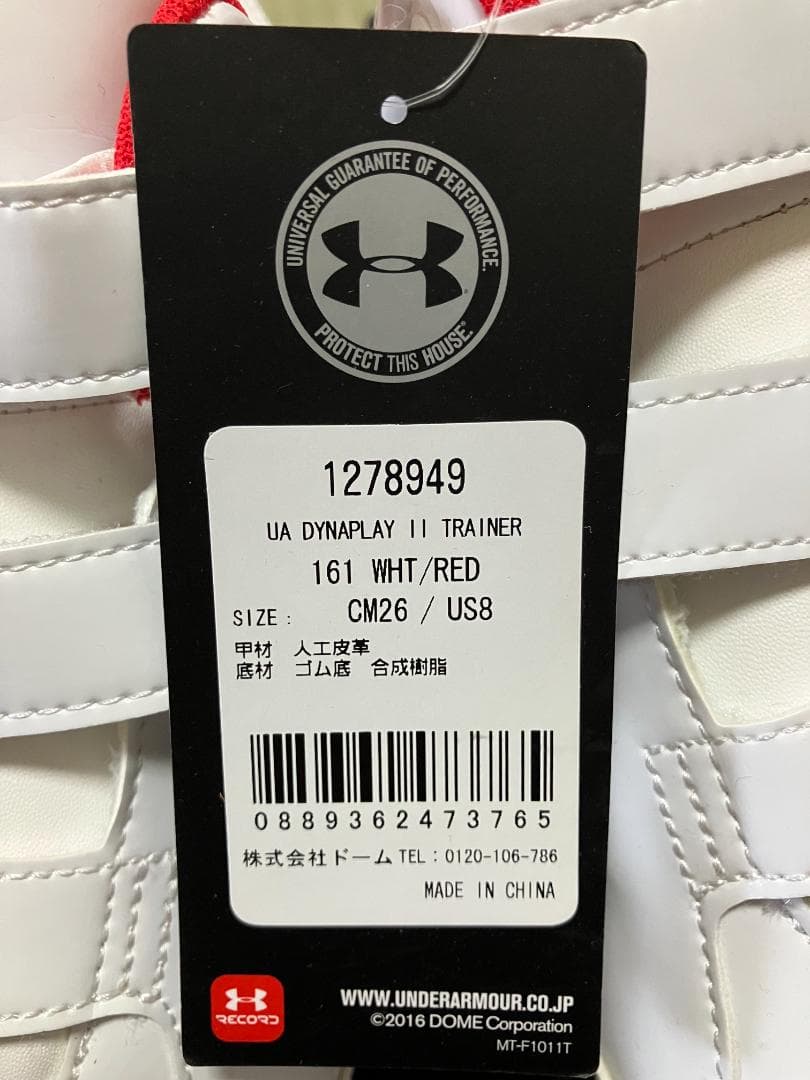 UNIVERSAL GUARANTEE OF PERFORMANCE.
PROTECT THIS HOUSE.®
1278949
UA DYNAPLAY II TRAINER
161 WHT/RED
SIZE: CM26 / US8
甲材 人工皮革
底材 ゴム底 合成樹脂
0889362473765
株式会社ドーム TEL:0120-106-786
MADE IN CHINA
RECORD
WWW.UNDERARMOUR.CO.JP
©2016 DOME Corporation
MT-F1011T